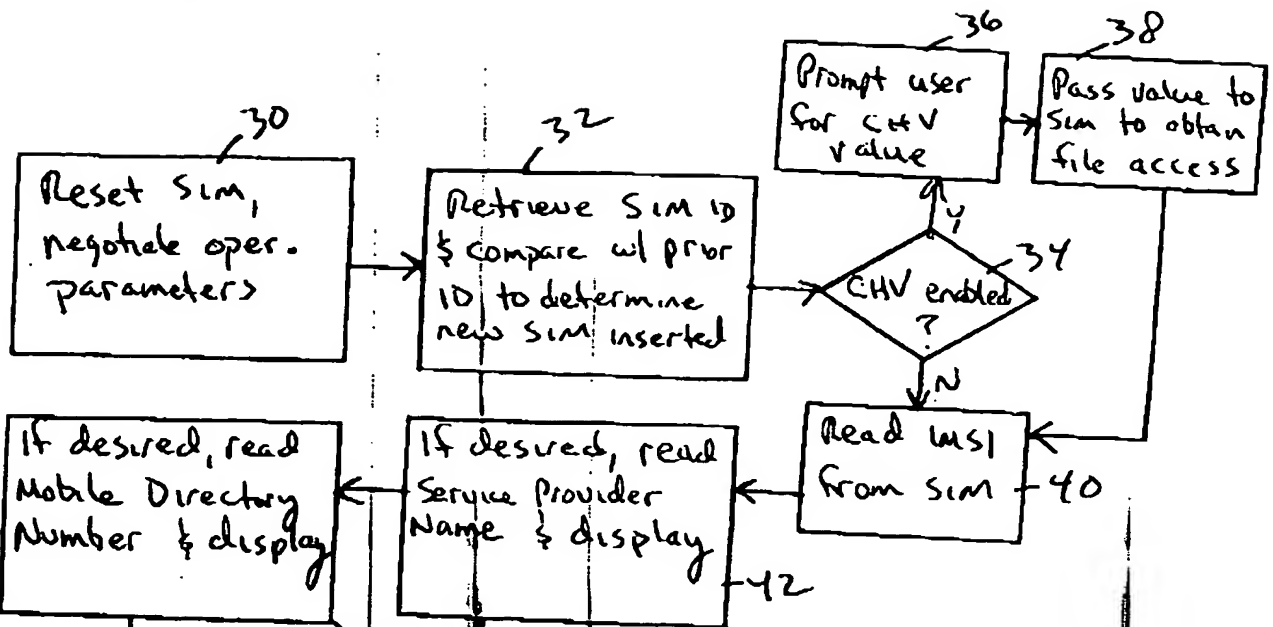 30
Reset SIM,
negotiate oper.
parameters
32
Retrieve SIM ID
& compare w/ prior
ID to determine
new SIM inserted
34
CHV enabled
?
Y
N
36
Prompt user
for CHV
value
38
Pass value to
SIM to obtan
file access
Read IMSI
from SIM
40
If desired, read
Service Provider
Name & display
42
If desired, read
Mobile Directory
Number & display